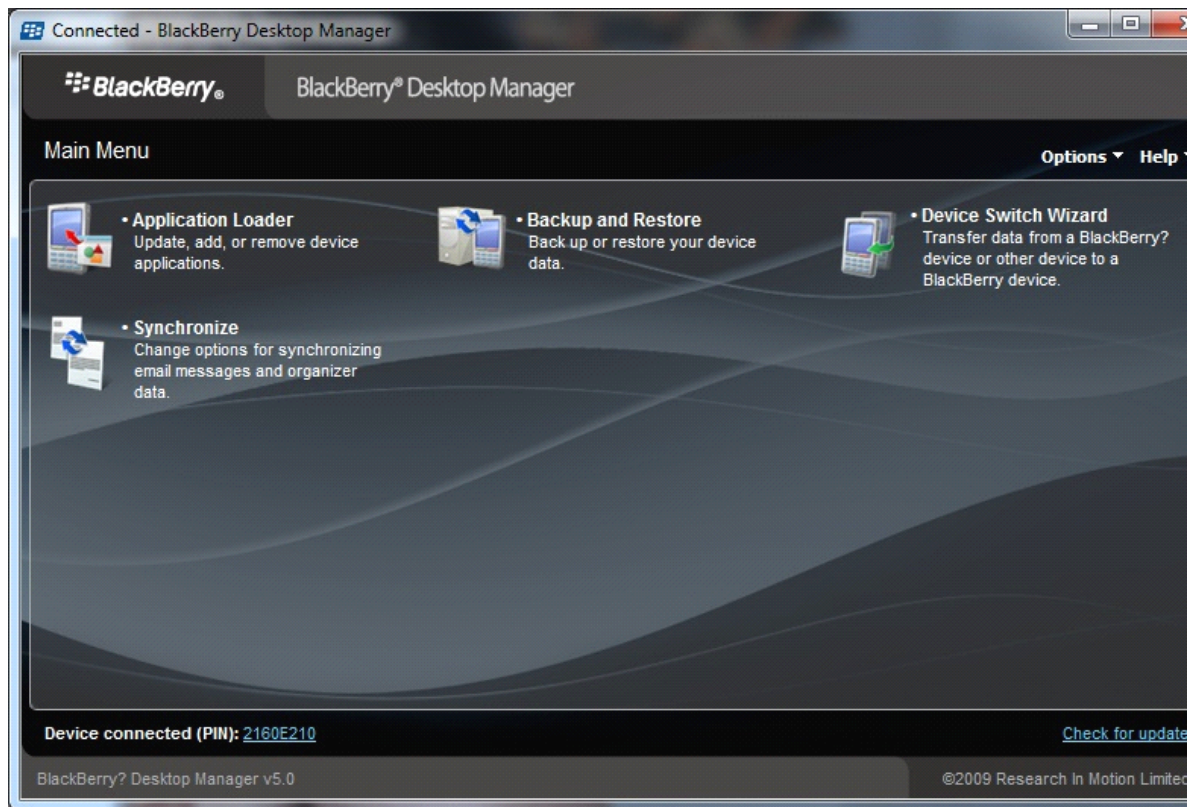 Connected - BlackBerry Desktop Manager
BlackBerry® BlackBerry® Desktop Manager
Main Menu
Options Help
• Application Loader
Update, add, or remove device
applications.
• Backup and Restore
Back up or restore your device
data.
• Device Switch Wizard
Transfer data from a BlackBerry?
device or other device to a
BlackBerry device.
• Synchronize
Change options for synchronizing
email messages and organizer
data.
Device connected (PIN): 2160E210
Check for update
BlackBerry? Desktop Manager v5.0
©2009 Research In Motion Limited